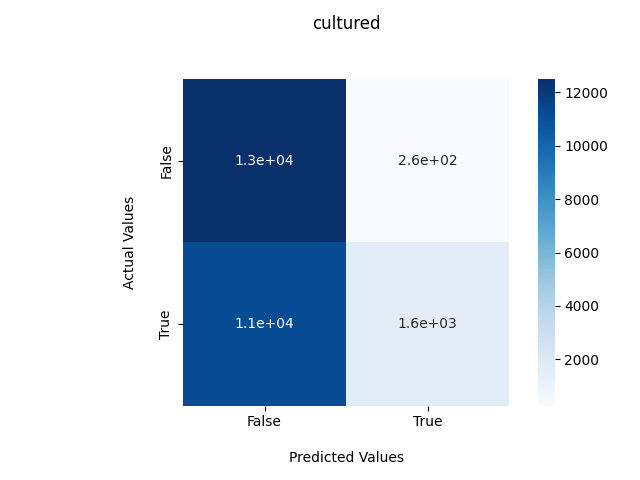 cultured
12000
False
1.3e+04
2.6e+02
10000
8000
Actual Values
6000
True
1.1e+04
1.6e+03
4000
2000
False
True
Predicted Values